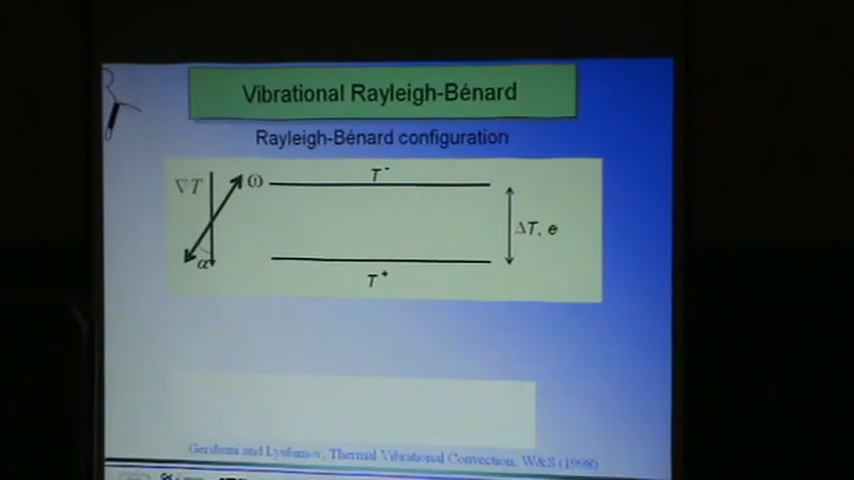 Vibrational Rayleigh-Bénard
Rayleigh-Bénard configuration
∇T
ω
T⁻
ΔT, e
α
T⁺
Gershuni and Lyubimov, Thermal Vibrational Convection, W&S (1998)